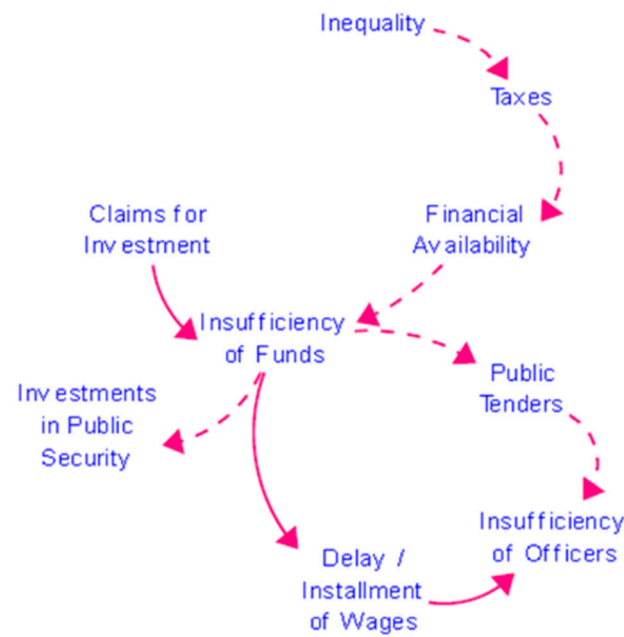 Inequality
Taxes
Claims for
Investment
Financial
Availability
Insufficiency
of Funds
Public
Tenders
Investments
in Public
Security
Insufficiency
of Officers
Delay /
Installment
of Wages